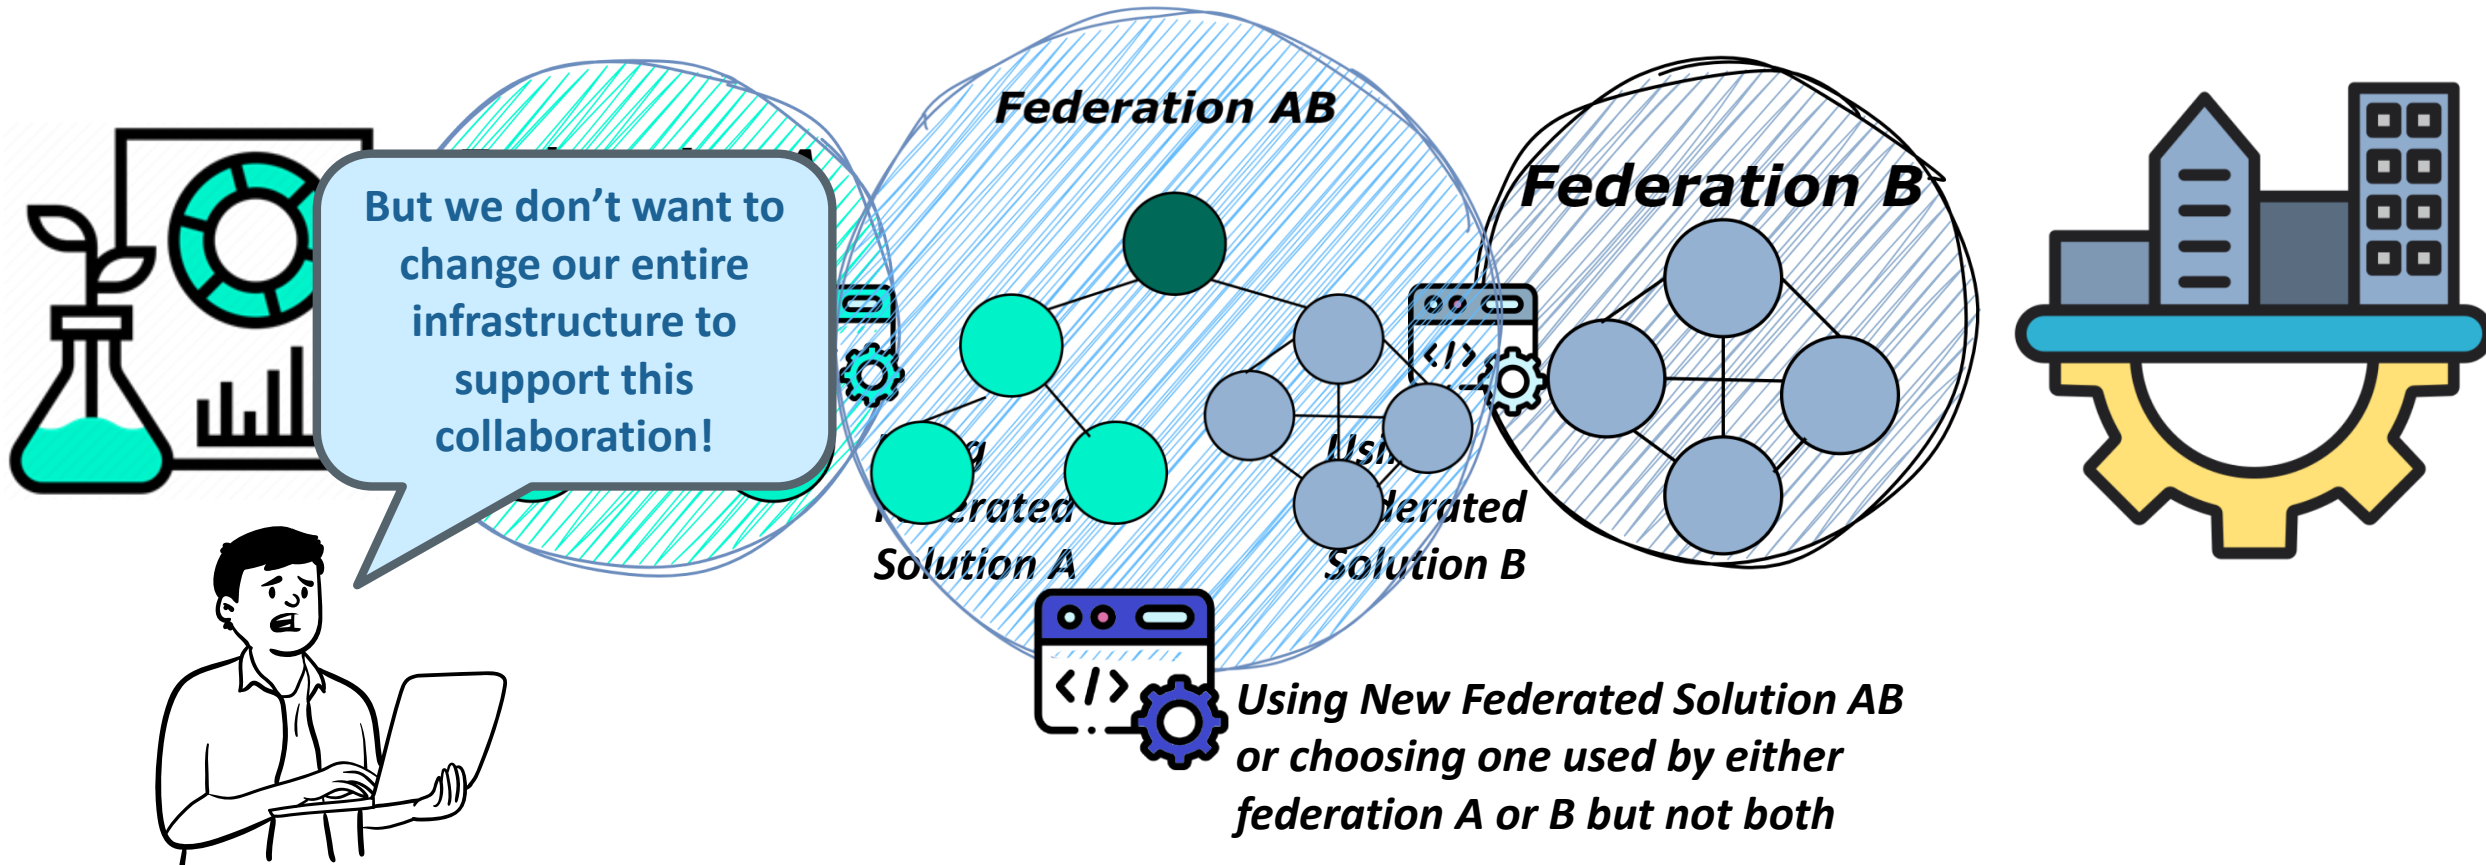 Federation AB
Federation B
But we don’t want to
change our entire
infrastructure to
support this
collaboration!
</>
</>
Solution A
Solution B
</>
Using New Federated Solution AB
or choosing one used by either
federation A or B but not both